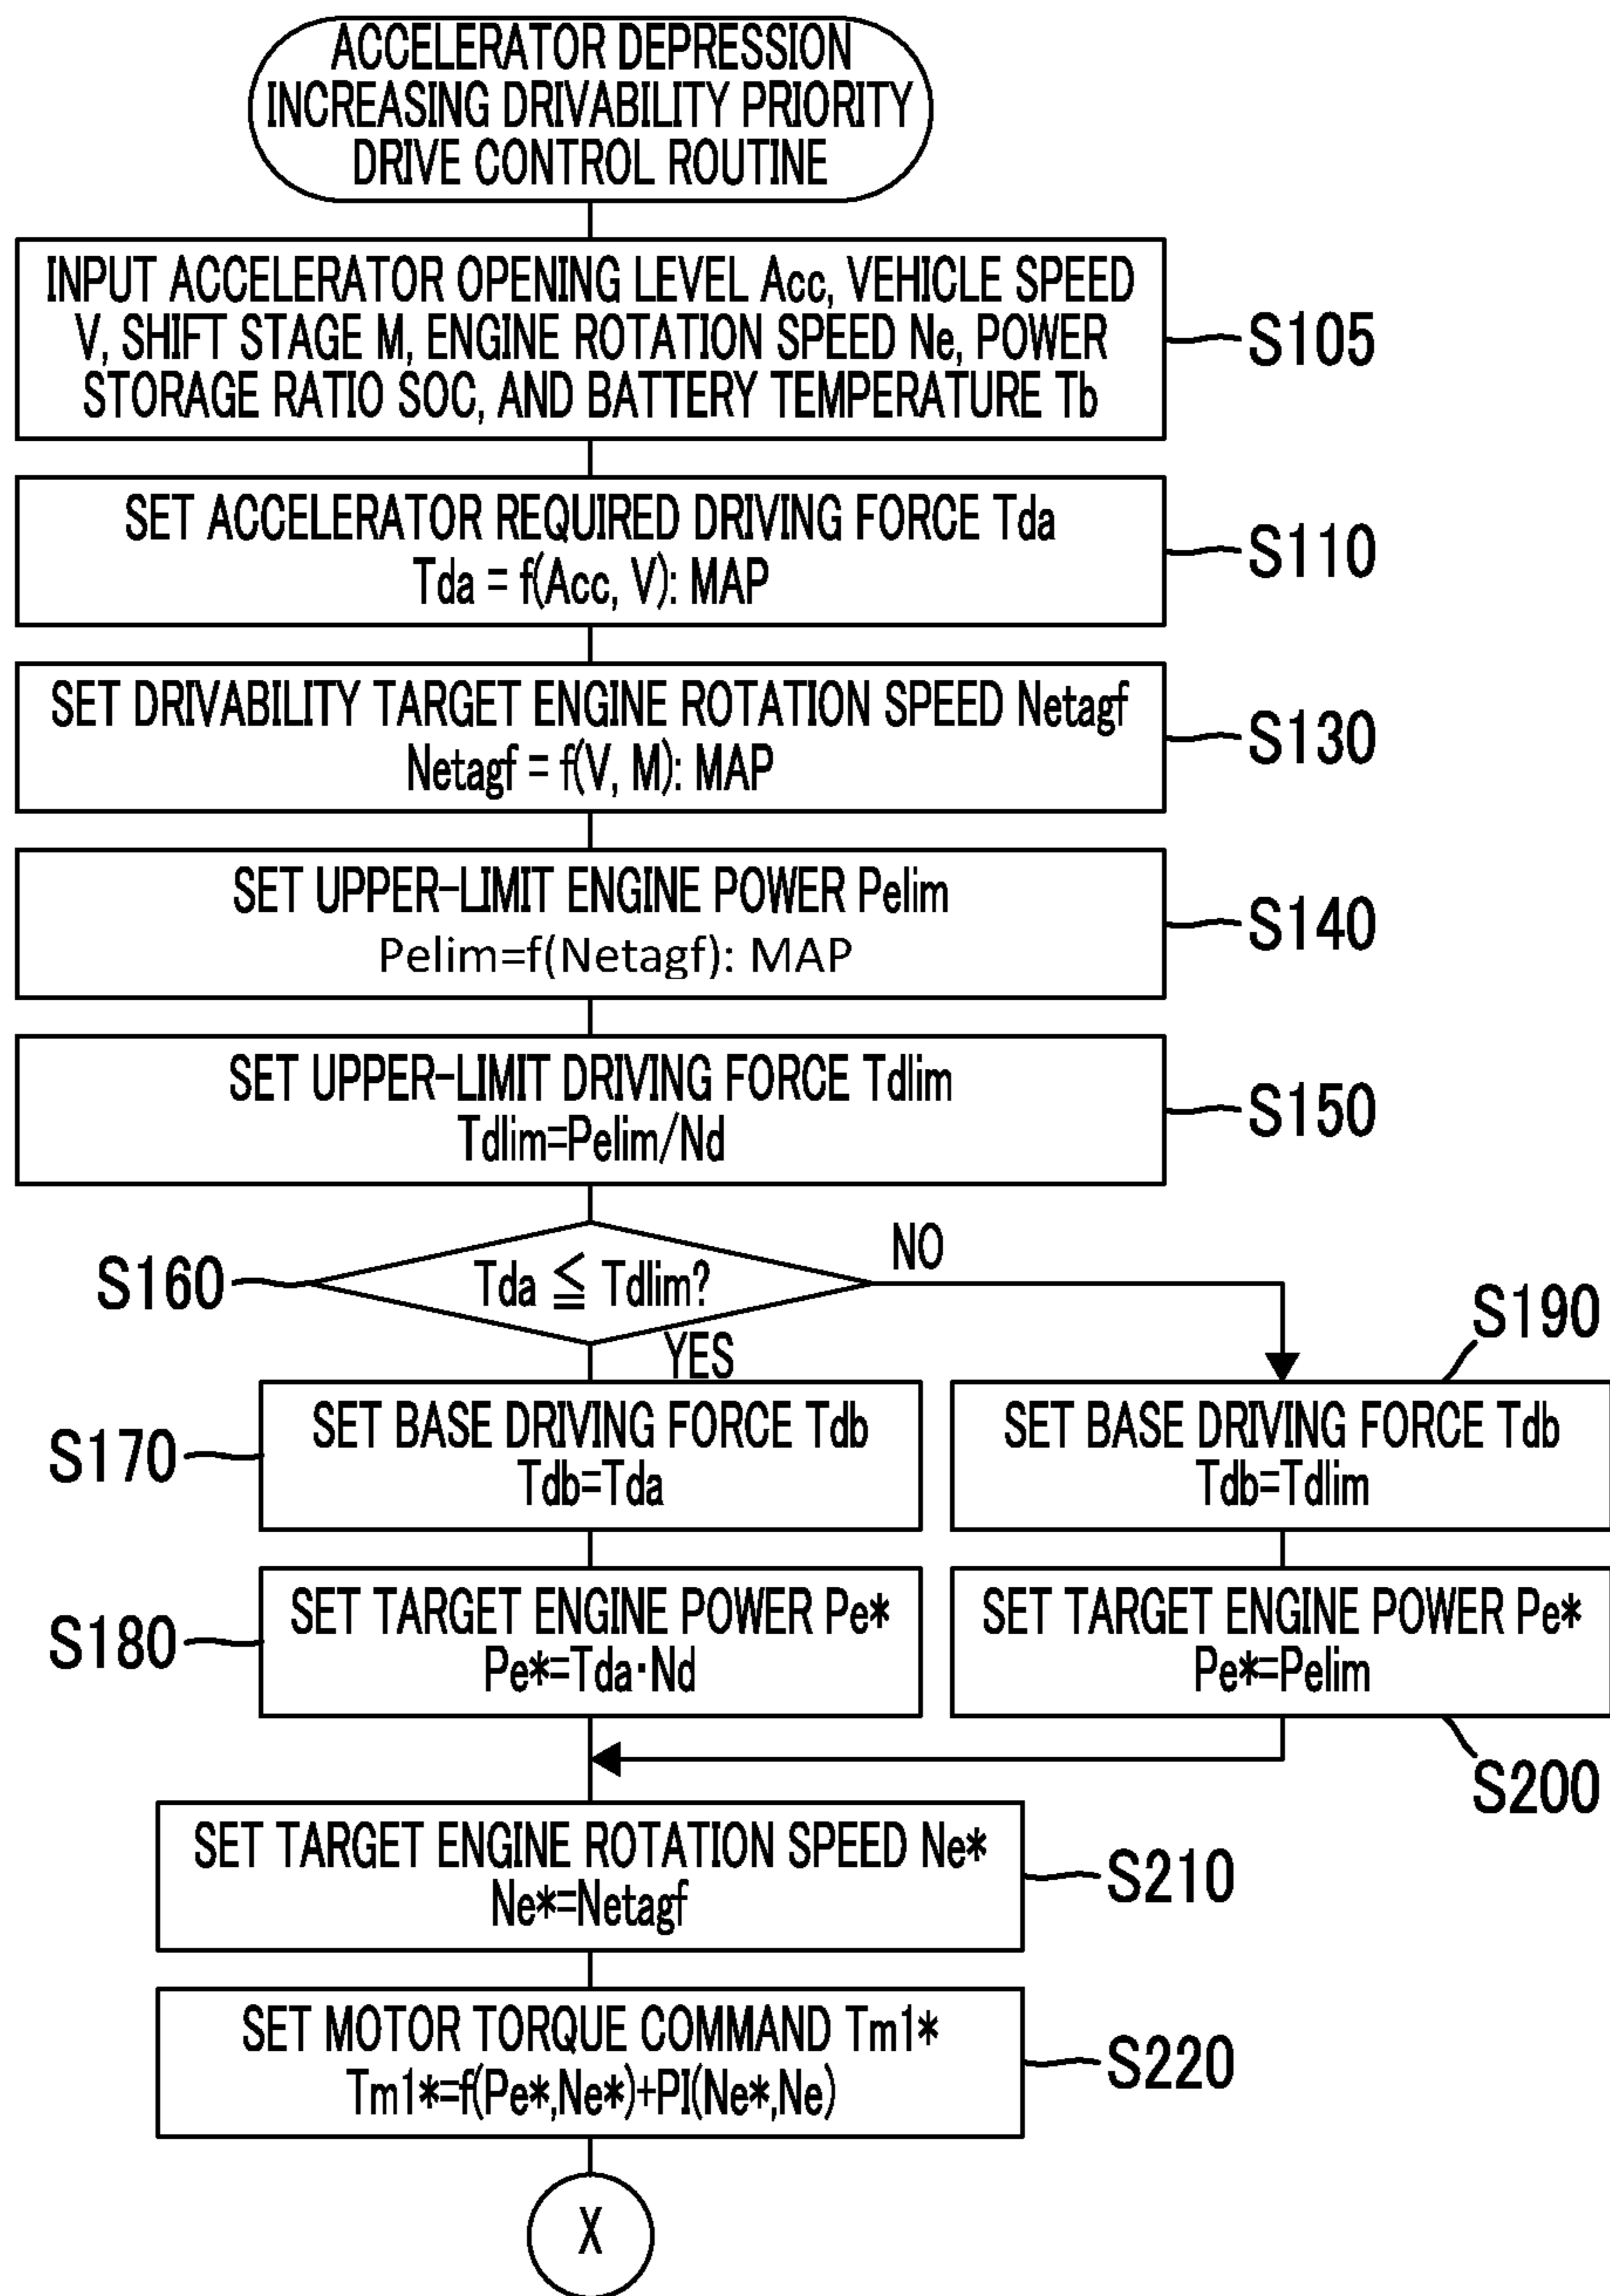 ACCELERATOR DEPRESSION
INCREASING DRIVABILITY PRIORITY
DRIVE CONTROL ROUTINE
INPUT ACCELERATOR OPENING LEVEL Acc, VEHICLE SPEED
V, SHIFT STAGE M, ENGINE ROTATION SPEED Ne, POWER
STORAGE RATIO SOC, AND BATTERY TEMPERATURE Tb
S105
SET ACCELERATOR REQUIRED DRIVING FORCE Tda
Tda = f(Acc, V): MAP
S110
SET DRIVABILITY TARGET ENGINE ROTATION SPEED Netagf
Netagf = f(V, M): MAP
S130
SET UPPER-LIMIT ENGINE POWER Pelim
Pelim=f(Netagf): MAP
S140
SET UPPER-LIMIT DRIVING FORCE Tdlim
Tdlim=Pelim/Nd
S150
S160
Tda ≦ Tdlim?
NO
YES
S170
SET BASE DRIVING FORCE Tdb
Tdb=Tda
S190
SET BASE DRIVING FORCE Tdb
Tdb=Tdlim
S180
SET TARGET ENGINE POWER Pe*
Pe*=Tda·Nd
SET TARGET ENGINE POWER Pe*
Pe*=Pelim
S200
SET TARGET ENGINE ROTATION SPEED Ne*
Ne*=Netagf
S210
SET MOTOR TORQUE COMMAND Tm1*
Tm1*=f(Pe*,Ne*)+PI(Ne*,Ne)
S220
X